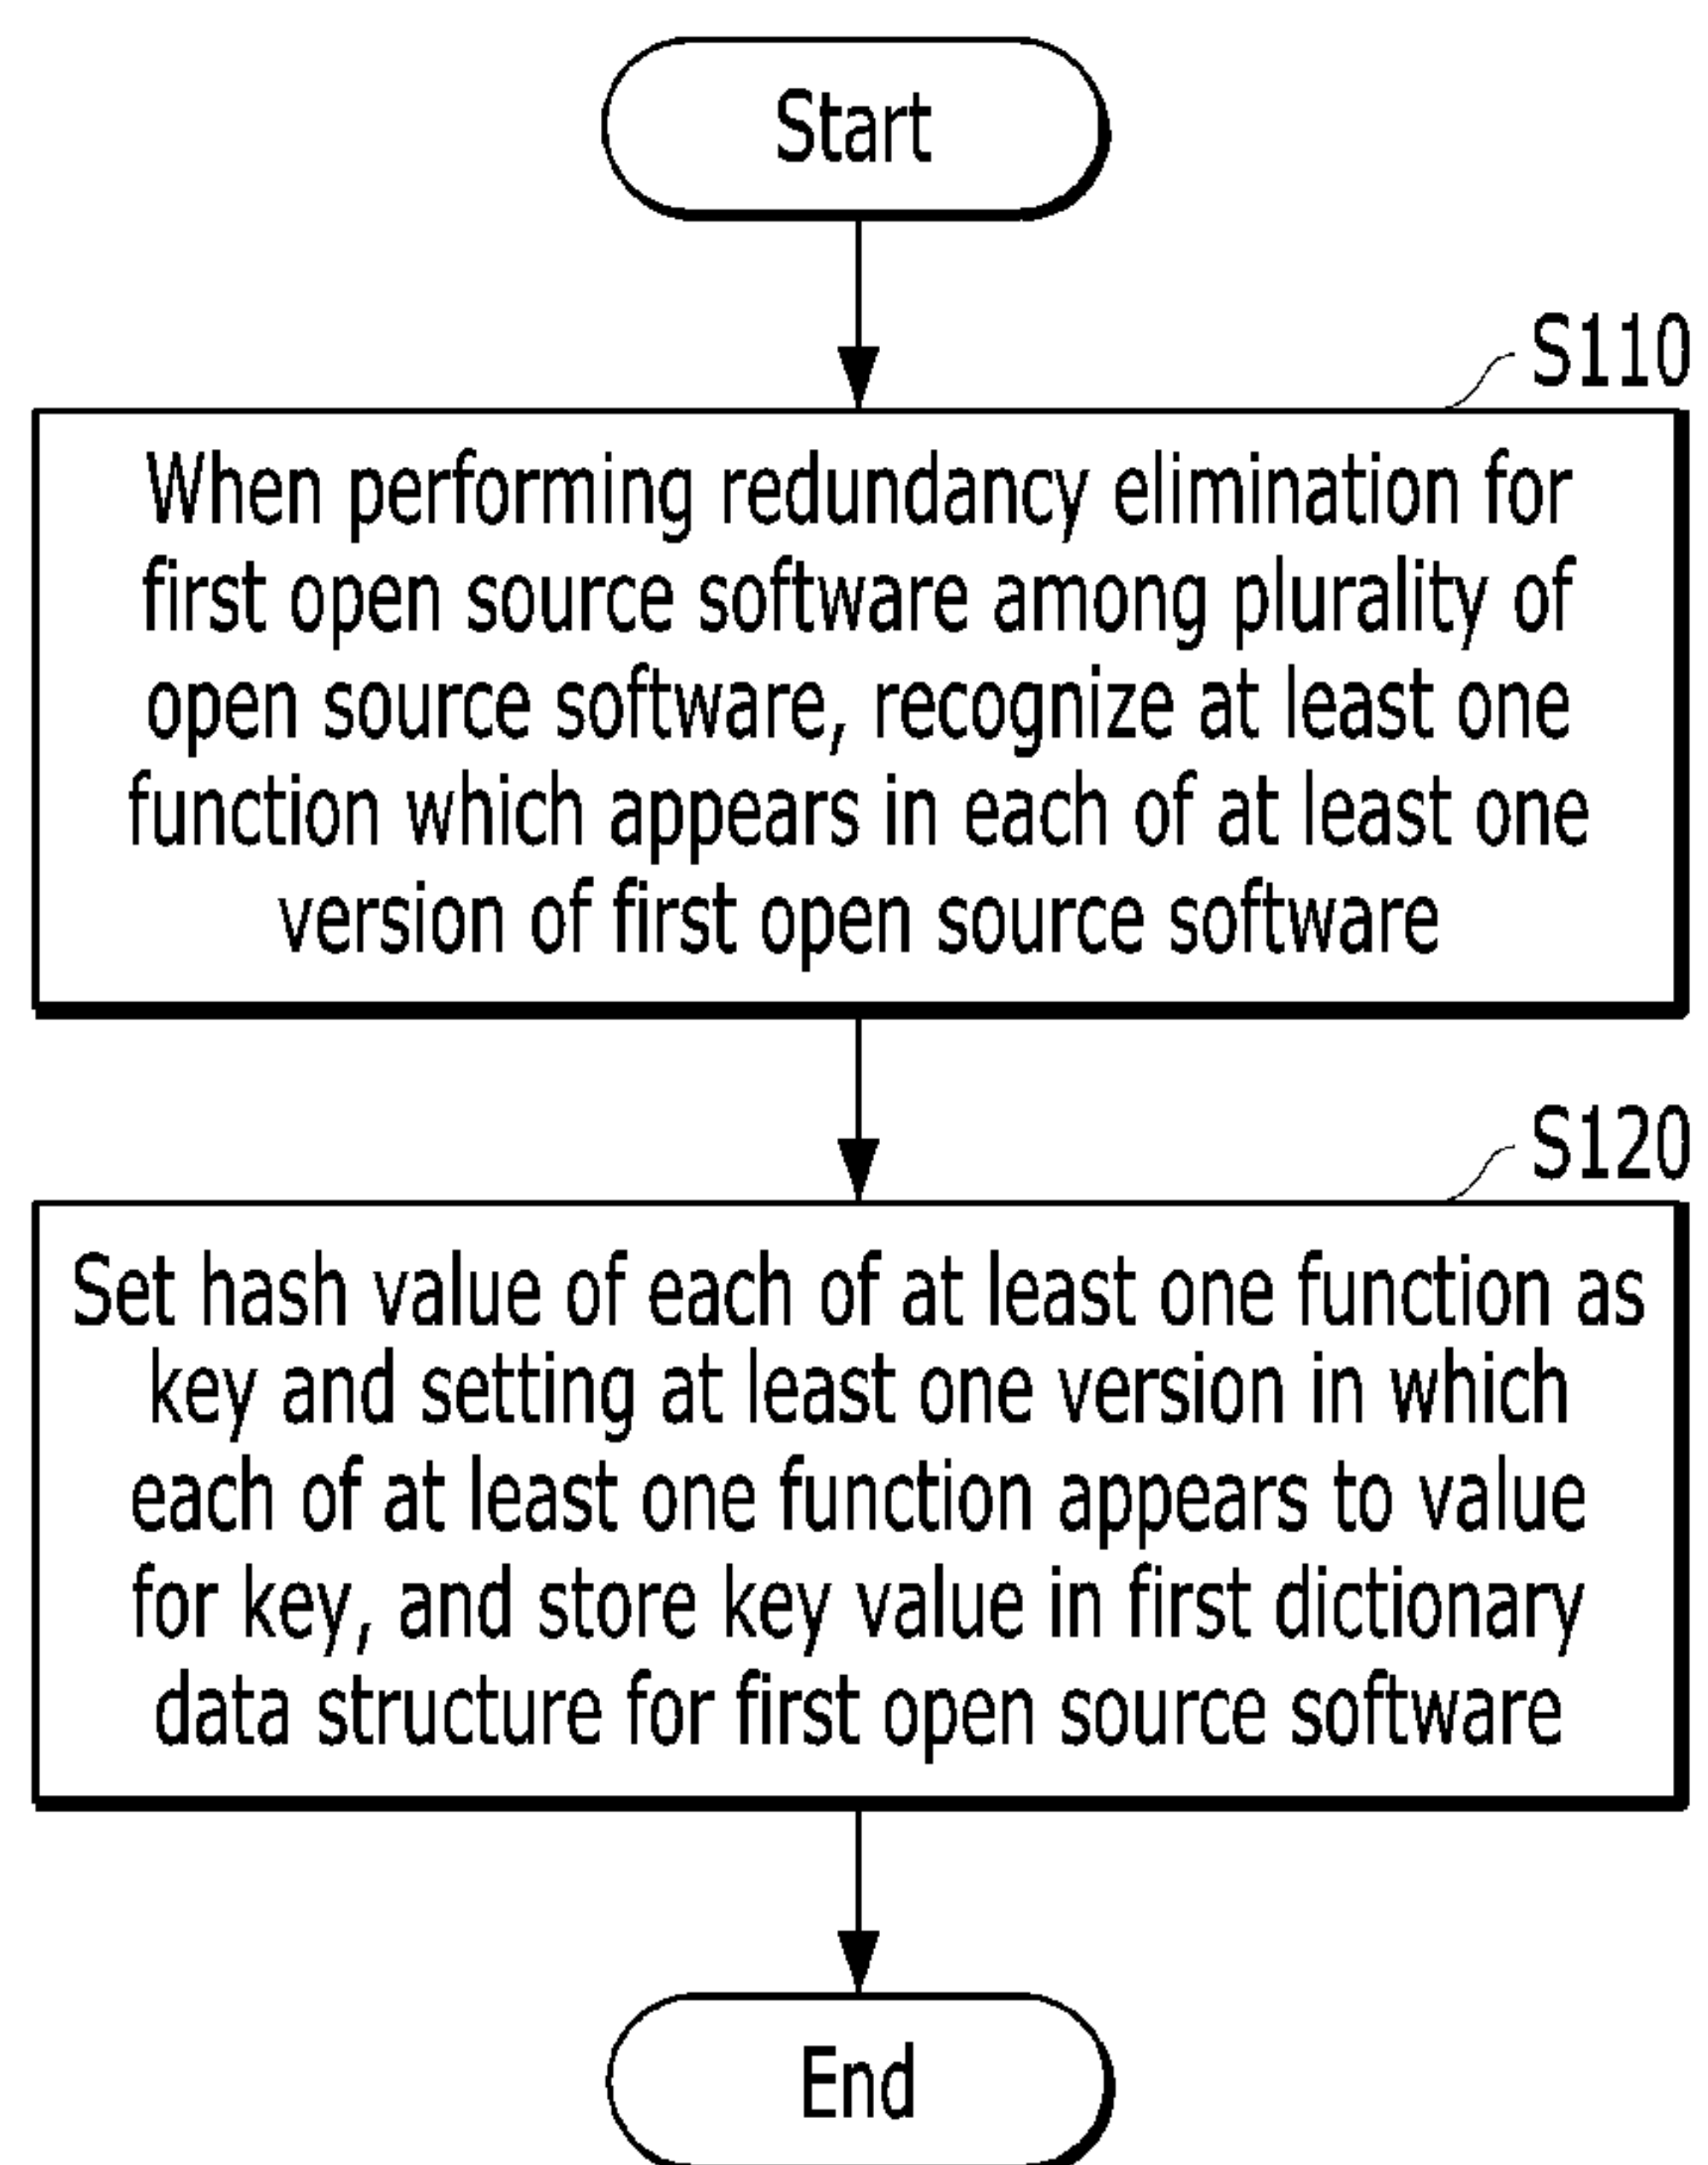 Start
S110
When performing redundancy elimination for
first open source software among plurality of
open source software, recognize at least one
function which appears in each of at least one
version of first open source software
S120
Set hash value of each of at least one function as
key and setting at least one version in which
each of at least one function appears to value
for key, and store key value in first dictionary
data structure for first open source software
End